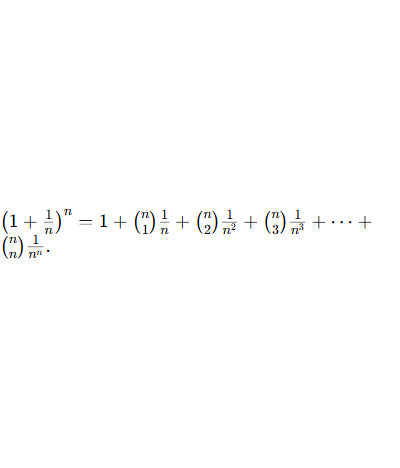 $\left(1+\frac{1}{n}\right)^n = 1 + \binom{n}{1}\frac{1}{n} + \binom{n}{2}\frac{1}{n^2} + \binom{n}{3}\frac{1}{n^3} + \cdots +$
$\binom{n}{n}\frac{1}{n^n}.$